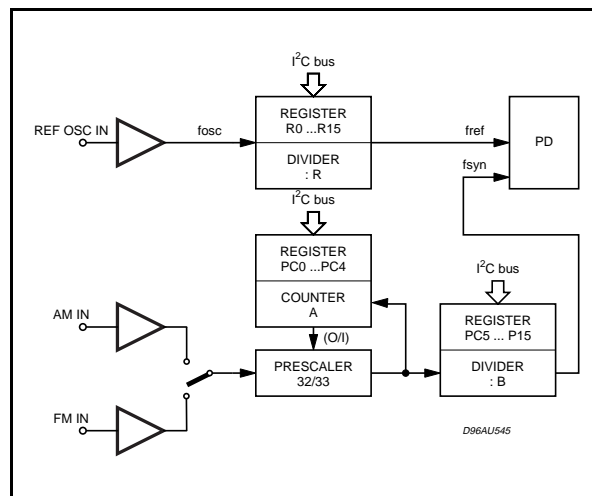 I²C bus
REGISTER
R0 ...R15
REF OSC IN
fosc
DIVIDER
: R
fref
PD
fsyn
I²C bus
REGISTER
PC0 ...PC4
COUNTER
A
(O/I)
AM IN
PRESCALER
32/33
I²C bus
REGISTER
PC5 ... P15
DIVIDER
: B
FM IN
D96AU545